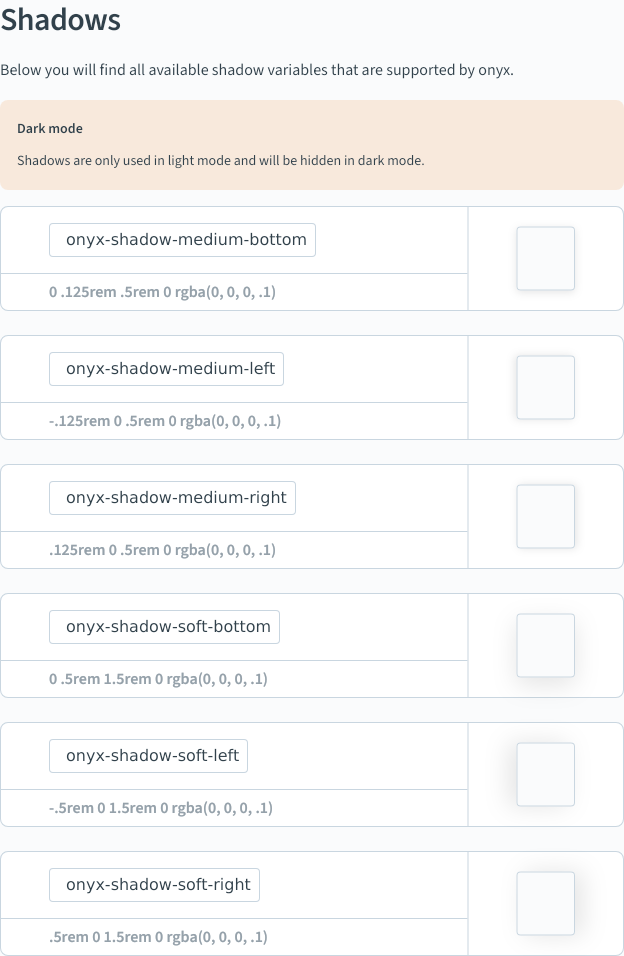 Shadows
Below you will find all available shadow variables that are supported by onyx.
Dark mode
Shadows are only used in light mode and will be hidden in dark mode.
onyx-shadow-medium-bottom
0 .125rem .5rem 0 rgba(0, 0, 0, .1)
onyx-shadow-medium-left
-.125rem 0 .5rem 0 rgba(0, 0, 0, .1)
onyx-shadow-medium-right
.125rem 0 .5rem 0 rgba(0, 0, 0, .1)
onyx-shadow-soft-bottom
0 .5rem 1.5rem 0 rgba(0, 0, 0, .1)
onyx-shadow-soft-left
-.5rem 0 1.5rem 0 rgba(0, 0, 0, .1)
onyx-shadow-soft-right
.5rem 0 1.5rem 0 rgba(0, 0, 0, .1)